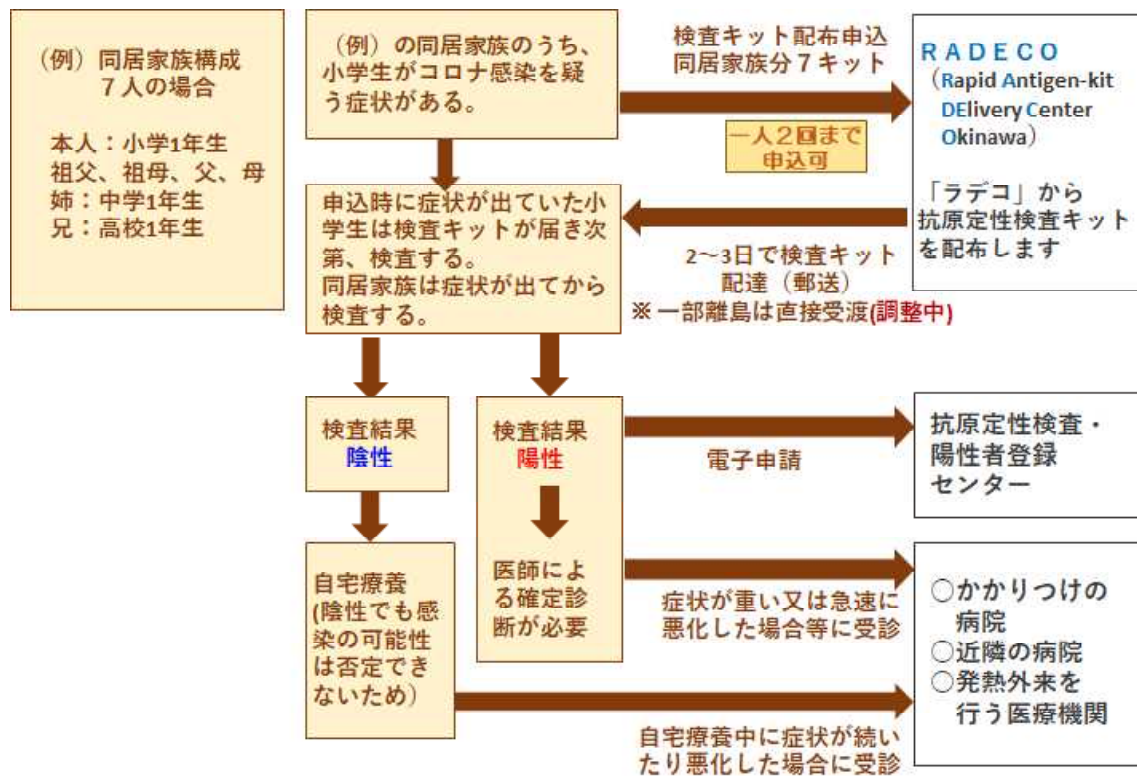 （例）同居家族構成
７人の場合
本人：小学1年生
祖父、祖母、父、母
姉：中学1年生
兄：高校1年生
（例）の同居家族のうち、
小学生がコロナ感染を疑
う症状がある。
検査キット配布申込
同居家族分７キット
一人２回まで
申込可
ＲＡＤＥＣＯ
（Rapid Antigen-kit
DElivery Center
Okinawa）
「ラデコ」から
抗原定性検査キット
を配布します
申込時に症状が出ていた小
学生は検査キットが届き次
第、検査する。
同居家族は症状が出てから
検査する。
2～3日で検査キット
配達（郵送）
※ 一部離島は直接受渡(調整中)
検査結果
陰性
検査結果
陽性
医師によ
る確定診
断が必要
電子申請
抗原定性検査・
陽性者登録
センター
自宅療養
(陰性でも感
染の可能性
は否定でき
ないため）
症状が重い又は急速に
悪化した場合等に受診
○かかりつけの
病院
○近隣の病院
○発熱外来を
行う医療機関
自宅療養中に症状が続い
たり悪化した場合に受診